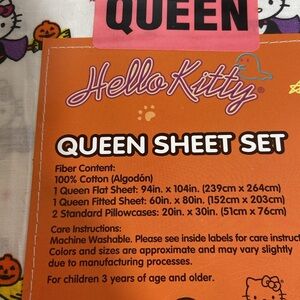 QUEEN
Hello Kitty®
QUEEN SHEET SET
Fiber Content:
100% Cotton (Algodón)
1 Queen Flat Sheet: 94in. x 104in. (239cm x 264cm)
1 Queen Fitted Sheet: 60in. x 80in. (152cm x 203cm)
2 Standard Pillowcases: 20in. x 30in. (51cm x 76cm)
Care Instructions:
Machine Washable. Please see inside labels for care instruct
Colors and sizes are approximate and may vary slightly
due to manufacturing processes.
For children 3 years of age and older.